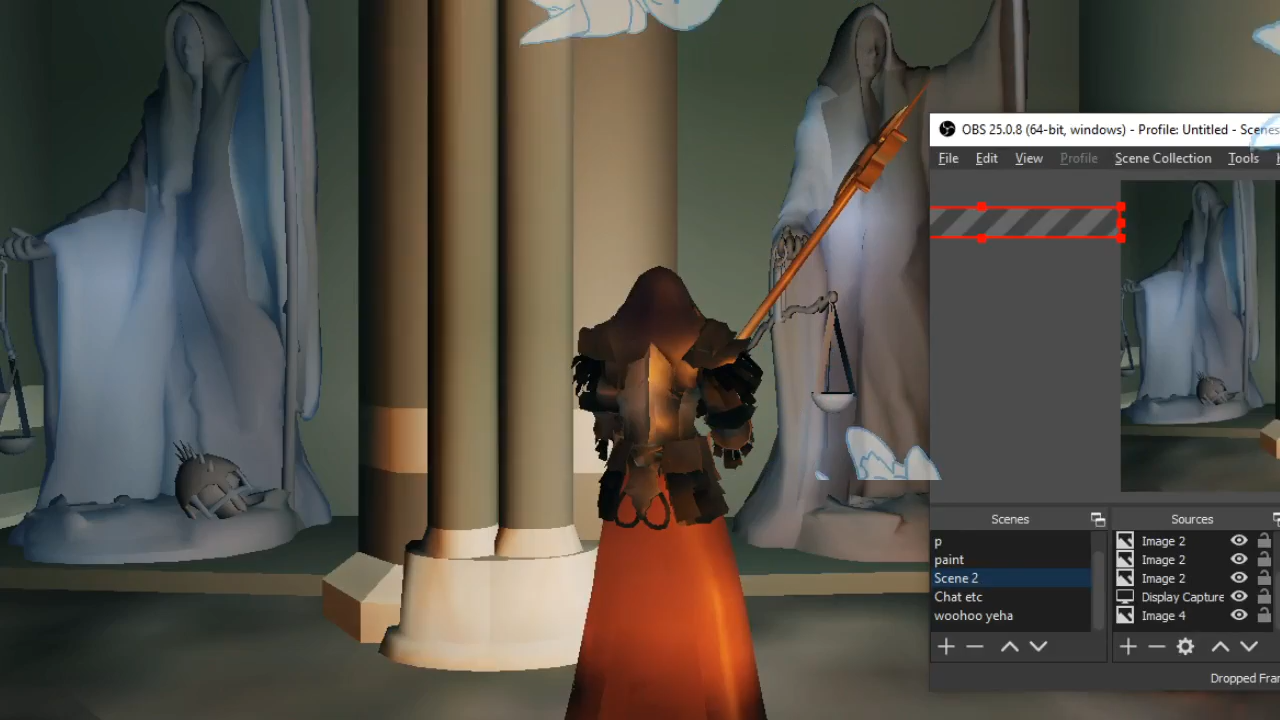 OBS 25.0.8 (64-bit, windows) - Profile: Untitled - Scenes
File Edit View Profile Scene Collection Tools
Scenes
Sources
p
paint
Scene 2
Chat etc
woohoo yeha
Image 2
Image 2
Image 2
Display Capture
Image 4
Dropped Fra